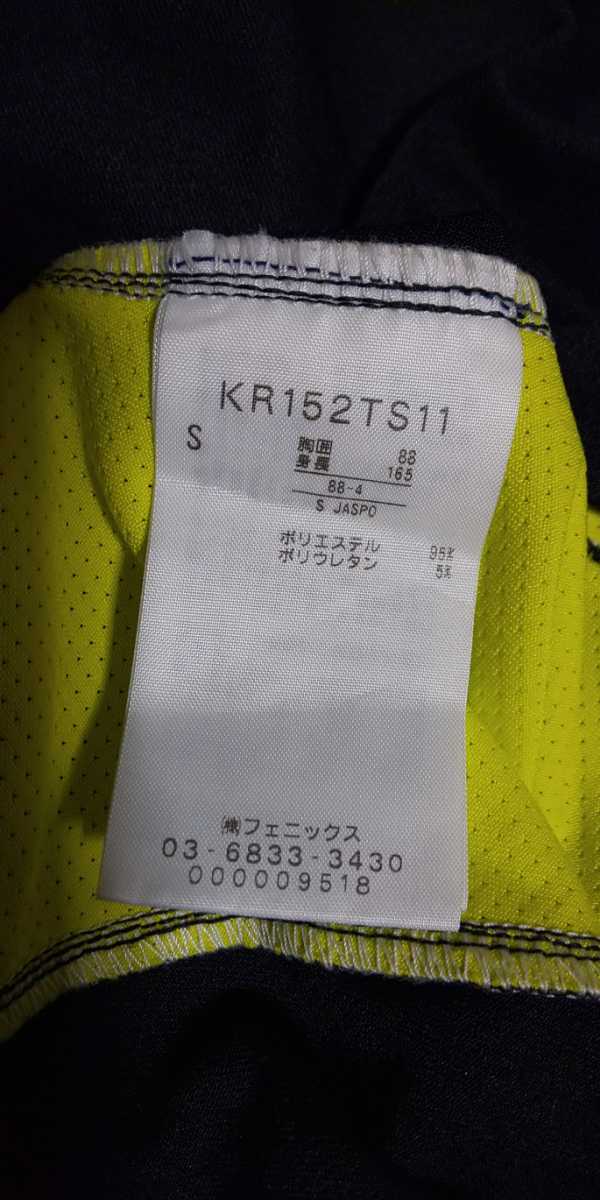 KR152TS11
S
胸囲 88
身長 165
88-4
S JASPO
ポリエステル 95%
ポリウレタン 5%
㈱フェニックス
03-6833-3430
000009518